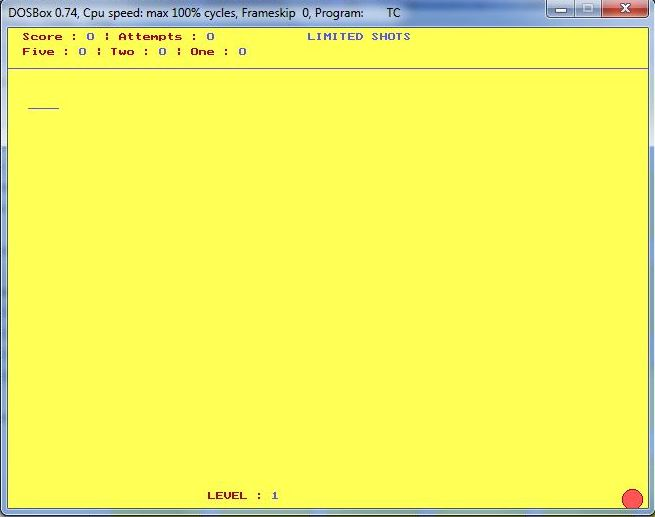 DOSBox 0.74, Cpu speed: max 100% cycles, Frameskip 0, Program: TC
Score : 0 ¦ Attempts : 0 LIMITED SHOTS
Five : 0 ¦ Two : 0 ¦ One : 0
LEVEL : 1